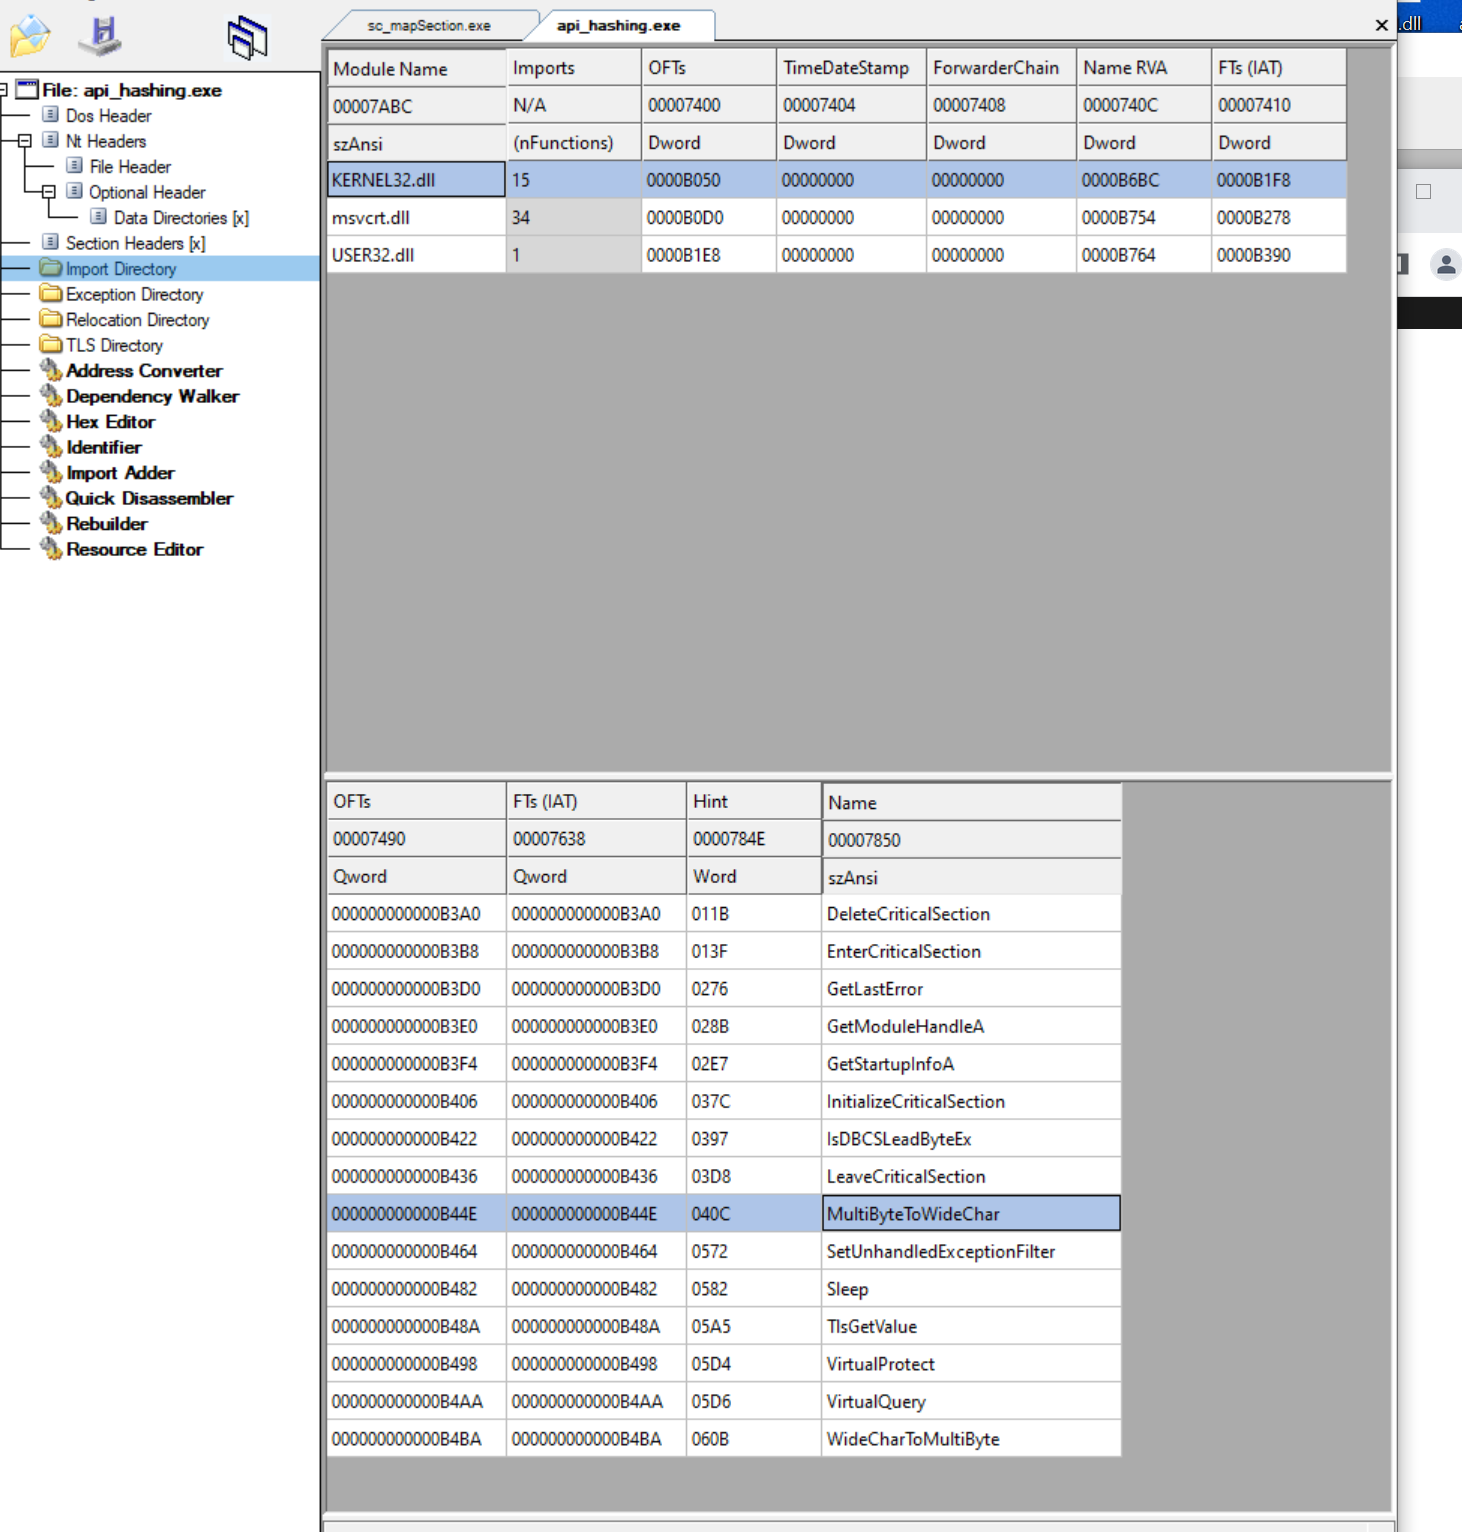 sc_mapSection.exe
api_hashing.exe
.dll
File: api_hashing.exe
Dos Header
Nt Headers
File Header
Optional Header
Data Directories [x]
Section Headers [x]
Import Directory
Exception Directory
Relocation Directory
TLS Directory
Address Converter
Dependency Walker
Hex Editor
Identifier
Import Adder
Quick Disassembler
Rebuilder
Resource Editor
Module Name Imports OFTs TimeDateStamp ForwarderChain Name RVA FTs (IAT)
00007ABC N/A 00007400 00007404 00007408 0000740C 00007410
szAnsi (nFunctions) Dword Dword Dword Dword Dword
KERNEL32.dll 15 0000B050 00000000 00000000 0000B6BC 0000B1F8
msvcrt.dll 34 0000B0D0 00000000 00000000 0000B754 0000B278
USER32.dll 1 0000B1E8 00000000 00000000 0000B764 0000B390
OFTs FTs (IAT) Hint Name
00007490 00007638 0000784E 00007850
Qword Qword Word szAnsi
000000000000B3A0 000000000000B3A0 011B DeleteCriticalSection
000000000000B3B8 000000000000B3B8 013F EnterCriticalSection
000000000000B3D0 000000000000B3D0 0276 GetLastError
000000000000B3E0 000000000000B3E0 028B GetModuleHandleA
000000000000B3F4 000000000000B3F4 02E7 GetStartupInfoA
000000000000B406 000000000000B406 037C InitializeCriticalSection
000000000000B422 000000000000B422 0397 IsDBCSLeadByteEx
000000000000B436 000000000000B436 03D8 LeaveCriticalSection
000000000000B44E 000000000000B44E 040C MultiByteToWideChar
000000000000B464 000000000000B464 0572 SetUnhandledExceptionFilter
000000000000B482 000000000000B482 0582 Sleep
000000000000B48A 000000000000B48A 05A5 TlsGetValue
000000000000B498 000000000000B498 05D4 VirtualProtect
000000000000B4AA 000000000000B4AA 05D6 VirtualQuery
000000000000B4BA 000000000000B4BA 060B WideCharToMultiByte